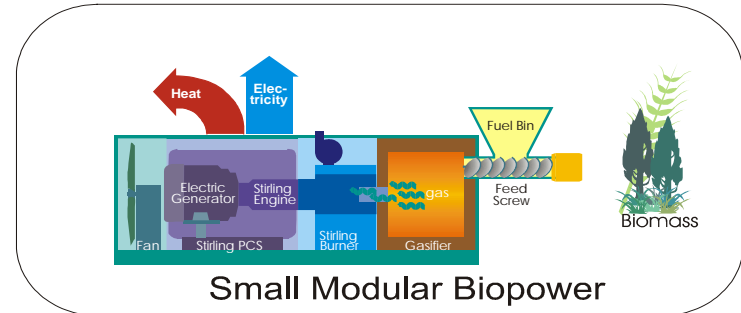 Heat
Elec-
tricity
Fuel Bin
Electric
Generator
Stirling
Engine
gas
Feed
Screw
Biomass
Fan
Stirling PCS
Stirling
Burner
Gasifier
Small Modular Biopower